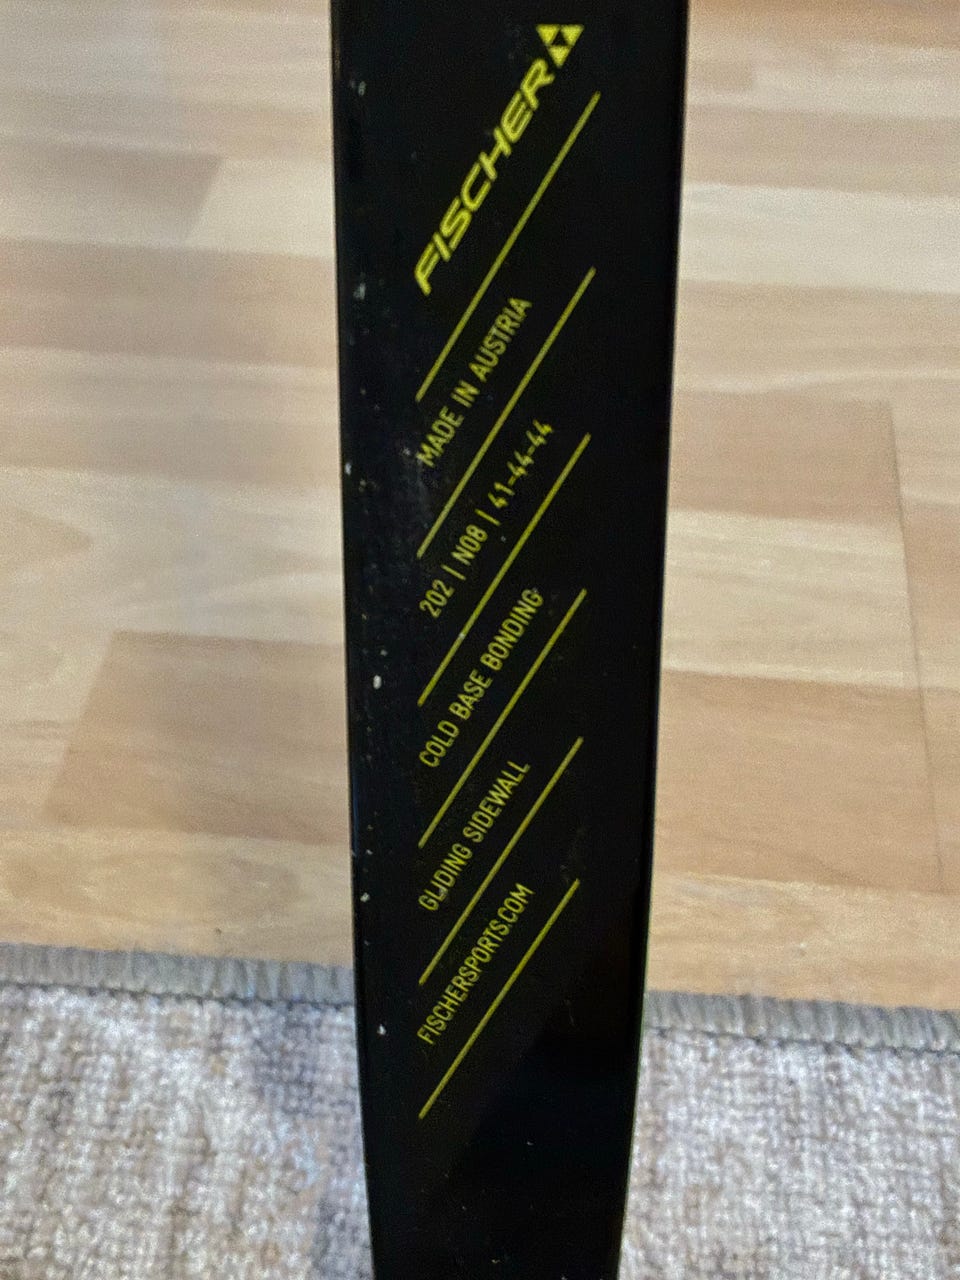 FISCHER
MADE IN AUSTRIA
202 | N08 | 41-44-44
COLD BASE BONDING
GLIDING SIDEWALL
FISCHERSPORTS.COM